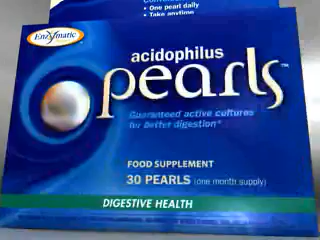 • One pearl daily
• Take anytime
Enzymatic
acidophilus
pearls™
Guaranteed active cultures
for better digestion*
FOOD SUPPLEMENT
30 PEARLS (one month supply)
DIGESTIVE HEALTH